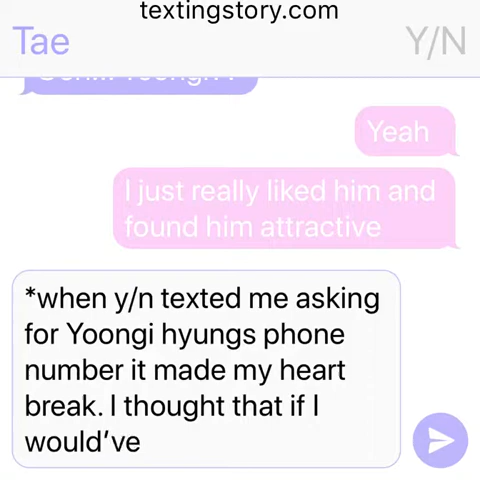 textingstory.com
Tae Y/N
Yeah
I just really liked him and
found him attractive
*when y/n texted me asking
for Yoongi hyungs phone
number it made my heart
break. I thought that if I
would’ve